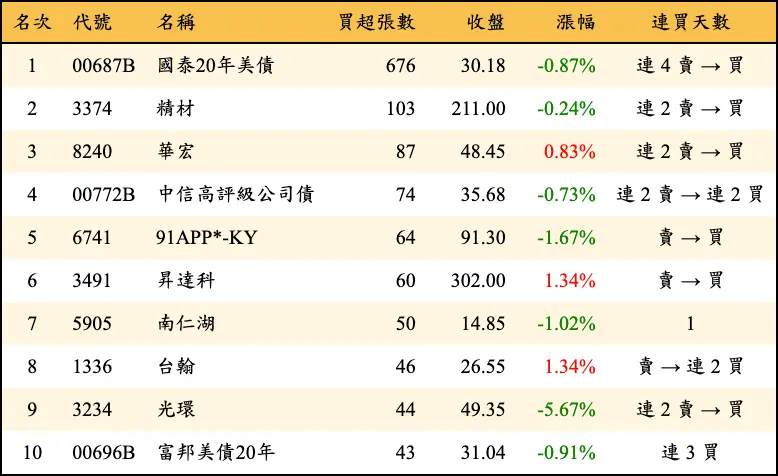 名次 代號 名稱 買超張數 收盤 漲幅 連買天數
1 00687B 國泰20年美債 676 30.18 -0.87% 連 4 賣 → 買
2 3374 精材 103 211.00 -0.24% 連 2 賣 → 買
3 8240 華宏 87 48.45 0.83% 連 2 賣 → 買
4 00772B 中信高評級公司債 74 35.68 -0.73% 連 2 賣 → 連 2 買
5 6741 91APP*-KY 64 91.30 -1.67% 賣 → 買
6 3491 昇達科 60 302.00 1.34% 賣 → 買
7 5905 南仁湖 50 14.85 -1.02% 1
8 1336 台翰 46 26.55 1.34% 賣 → 連 2 買
9 3234 光環 44 49.35 -5.67% 連 2 賣 → 買
10 00696B 富邦美債20年 43 31.04 -0.91% 連 3 買